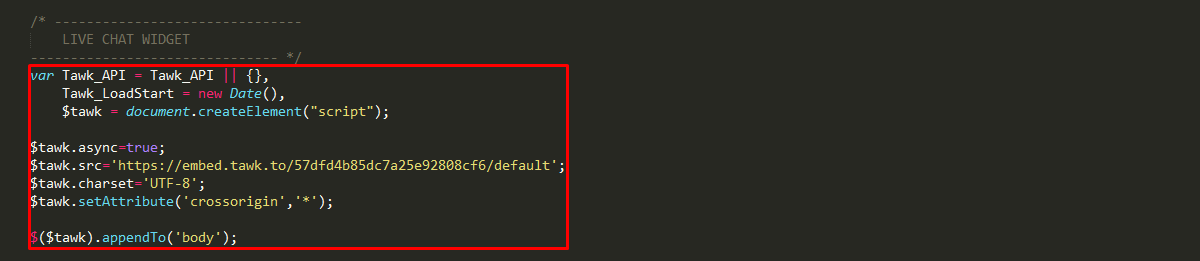 /* -------------------------------
LIVE CHAT WIDGET
------------------------------- */
var Tawk_API = Tawk_API || {},
Tawk_LoadStart = new Date(),
$tawk = document.createElement("script");
$tawk.async=true;
$tawk.src='https://embed.tawk.to/57dfd4b85dc7a25e92808cf6/default';
$tawk.charset='UTF-8';
$tawk.setAttribute('crossorigin','*');
$($tawk).appendTo('body');